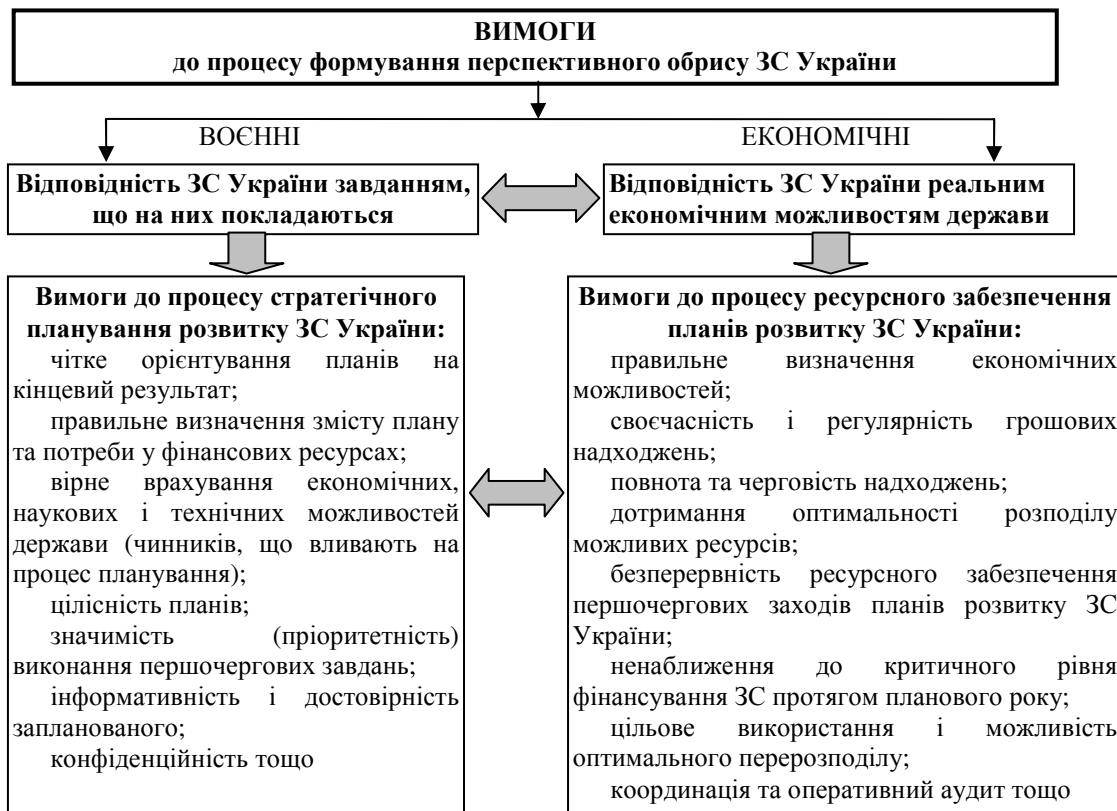 ВИМОГИ
до процесу формування перспективного обрису ЗС України
ВОЄННІ
ЕКОНОМІЧНІ
Відповідність ЗС України завданням,
що на них покладаються
Відповідність ЗС України реальним
економічним можливостям держави
Вимоги до процесу стратегічного
планування розвитку ЗС України:
чітке орієнтування планів на
кінцевий результат;
правильне визначення змісту плану
та потреби у фінансових ресурсах;
вірне врахування економічних,
наукових і технічних можливостей
держави (чинників, що вливають на
процес планування);
цілісність планів;
значимість (пріоритетність)
виконання першочергових завдань;
інформативність і достовірність
запланованого;
конфіденційність тощо
Вимоги до процесу ресурсного забезпечення
планів розвитку ЗС України:
правильне визначення економічних
можливостей;
своєчасність і регулярність грошових
надходжень;
повнота та черговість надходжень;
дотримання оптимальності розподілу
можливих ресурсів;
безперервність ресурсного забезпечення
першочергових заходів планів розвитку ЗС
України;
ненаближення до критичного рівня
фінансування ЗС протягом планового року;
цільове використання і можливість
оптимального перерозподілу;
координація та оперативний аудит тощо